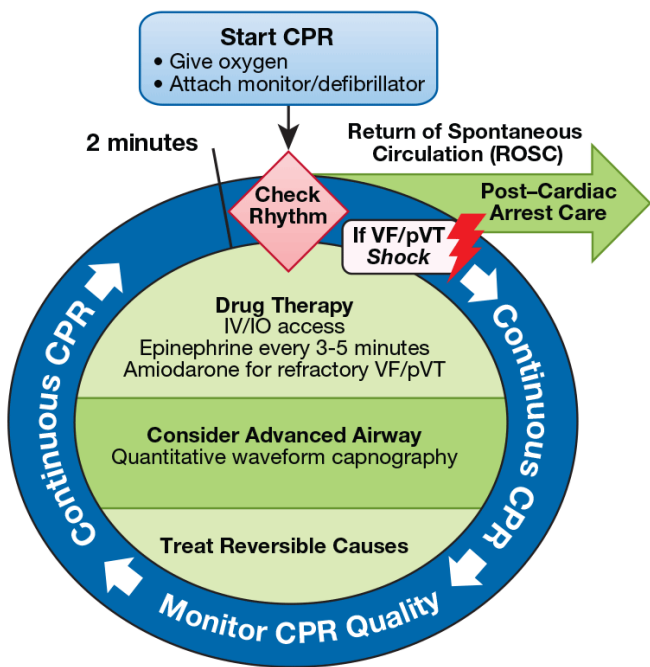 Start CPR
• Give oxygen
• Attach monitor/defibrillator
2 minutes
Return of Spontaneous
Circulation (ROSC)
Post–Cardiac
Arrest Care
Check
Rhythm
If VF/pVT
Shock
Drug Therapy
IV/IO access
Epinephrine every 3-5 minutes
Amiodarone for refractory VF/pVT
Consider Advanced Airway
Quantitative waveform capnography
Treat Reversible Causes
Continuous CPR
Continuous CPR
Monitor CPR Quality